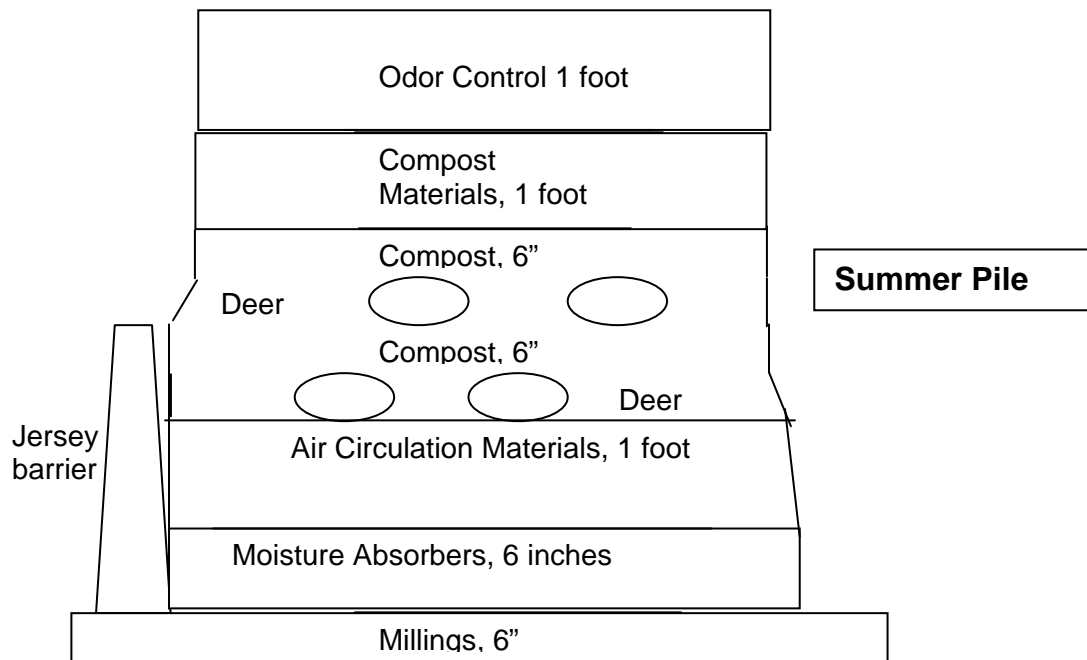 Odor Control 1 foot
Compost
Materials, 1 foot
Compost, 6”
Summer Pile
Deer
Compost, 6”
Deer
Jersey
barrier
Air Circulation Materials, 1 foot
Moisture Absorbers, 6 inches
Millings, 6”